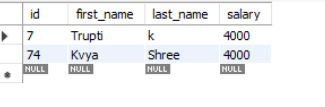 id first_name last_name salary
7 Trupti k 4000
74 Kvya Shree 4000
NULL NULL NULL NULL